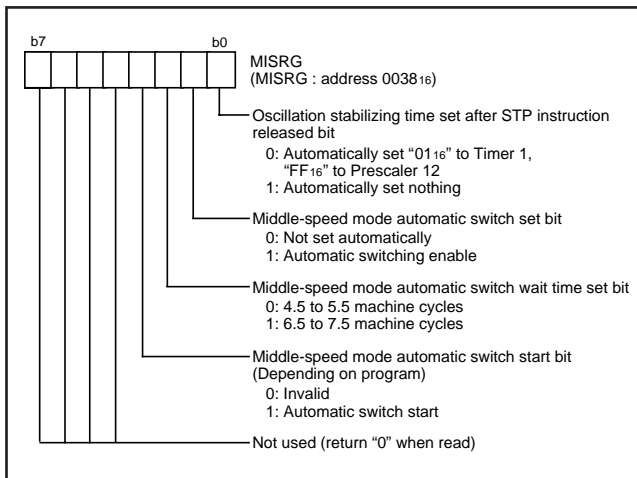 b7 b0
MISRG
(MISRG : address 003816)
Oscillation stabilizing time set after STP instruction
released bit
0: Automatically set “0116” to Timer 1,
“FF16” to Prescaler 12
1: Automatically set nothing
Middle-speed mode automatic switch set bit
0: Not set automatically
1: Automatic switching enable
Middle-speed mode automatic switch wait time set bit
0: 4.5 to 5.5 machine cycles
1: 6.5 to 7.5 machine cycles
Middle-speed mode automatic switch start bit
(Depending on program)
0: Invalid
1: Automatic switch start
Not used (return “0” when read)